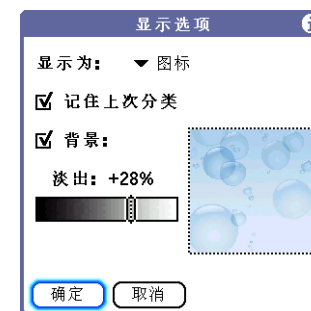 显示选项
显示为: 图标
记住上次分类
背景:
淡出: +28%
确定 取消